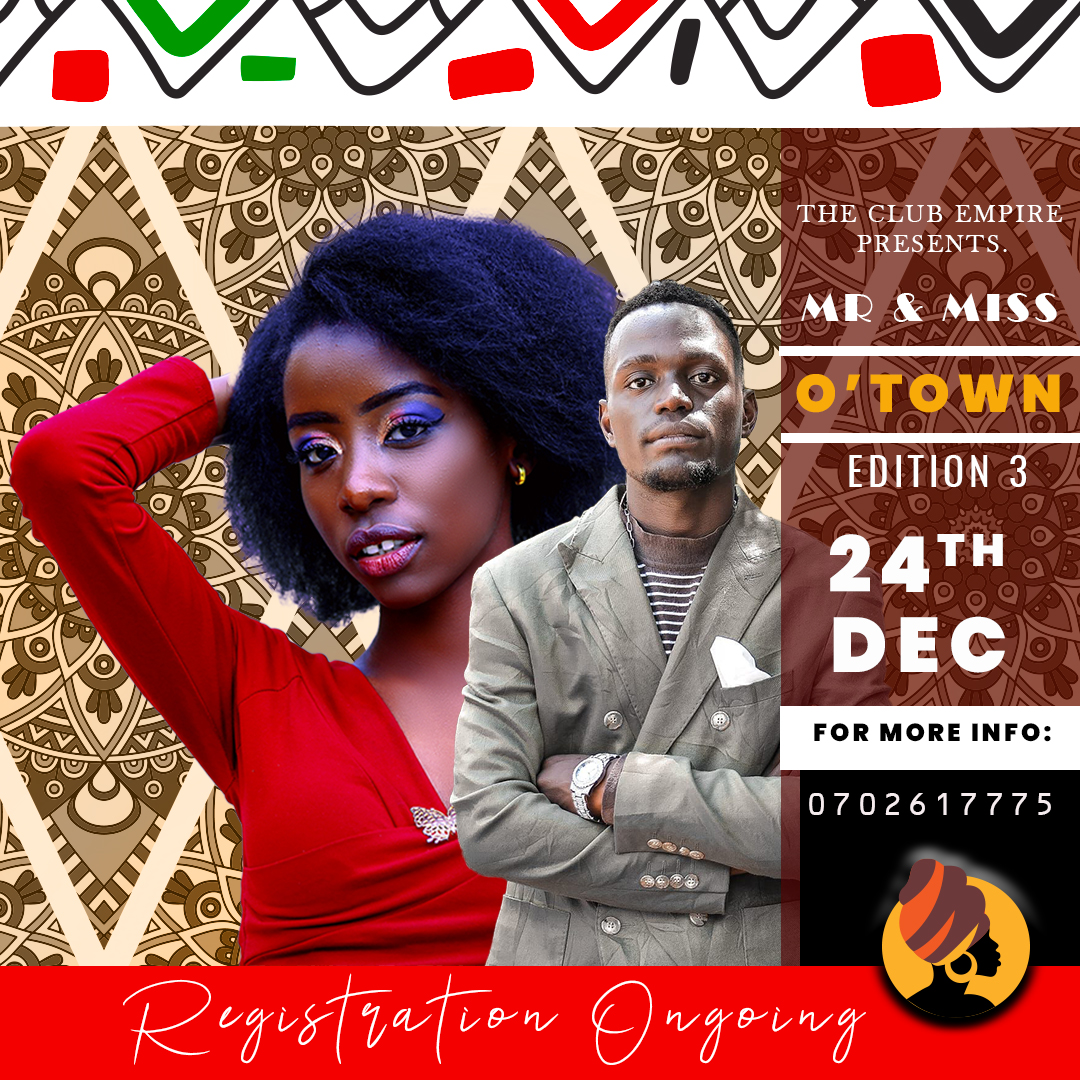 THE CLUB EMPIRE
PRESENTS.
MR & MISS
O'TOWN
EDITION 3
24TH
DEC
FOR MORE INFO:
0702617775
Registration Ongoing